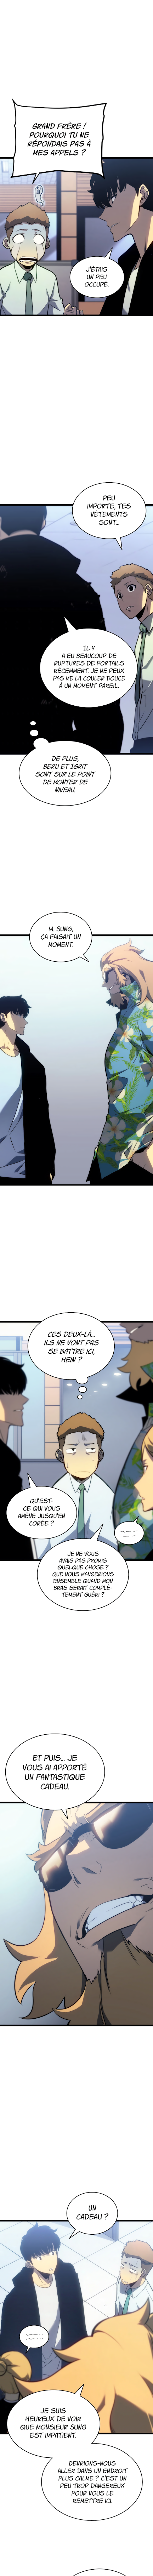 GRAND FRÈRE !
POURQUOI TU NE
RÉPONDAIS PAS À
MES APPELS ?
J'ÉTAIS
UN PEU
OCCUPÉ.
PEU
IMPORTE, TES
VÊTEMENTS
SONT...
IL Y
A EU BEAUCOUP DE
RUPTURES DE PORTAILS
RÉCEMMENT. JE NE PEUX
PAS ME LA COULER DOUCE
À UN MOMENT PAREIL.
DE PLUS,
BERU ET IGRIT
SONT SUR LE POINT
DE MONTER DE
NIVEAU.
M. SUNG,
ÇA FAISAIT UN
MOMENT.
CES DEUX-LÀ...
ILS NE VONT PAS
SE BATTRE ICI,
HEIN ?
QU'EST-
CE QUI VOUS
AMÈNE JUSQU'EN
CORÉE ?
JE NE VOUS
AVAIS PAS PROMIS
QUELQUE CHOSE ?
QUE NOUS MANGERIONS
ENSEMBLE QUAND MON
BRAS SERAIT COMPLÈ-
TEMENT GUÉRI ?
ET PUIS... JE
VOUS AI APPORTÉ
UN FANTASTIQUE
CADEAU.
UN
CADEAU ?
JE SUIS
HEUREUX DE VOIR
QUE MONSIEUR SUNG
EST IMPATIENT.
DEVRIONS-NOUS
ALLER DANS UN ENDROIT
PLUS CALME ? C'EST UN
PEU TROP DANGEREUX
POUR VOUS LE
REMETTRE ICI.